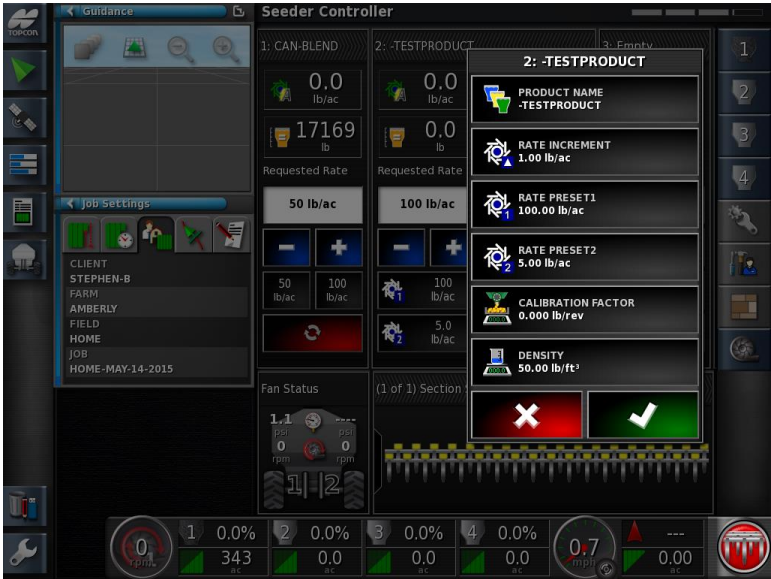 TOPCON
Guidance
Seeder Controller
1: CAN-BLEND
2: -TESTPRODUCT
3: Empty
0.0
lb/ac
0.0
lb/ac
17169
lb
0.0
lb
Requested Rate
Requested Rate
50 lb/ac
100 lb/ac
50
lb/ac
100
lb/ac
1
100
lb/ac
2
5.0
lb/ac
Job Settings
CLIENT
STEPHEN-B
FARM
AMBERLY
FIELD
HOME
JOB
HOME-MAY-14-2015
Fan Status
1.1
psi
----
psi
0
rpm
0
rpm
1 2
(1 of 1) Section S
2: -TESTPRODUCT
PRODUCT NAME
-TESTPRODUCT
RATE INCREMENT
1.00 lb/ac
1
RATE PRESET1
100.00 lb/ac
2
RATE PRESET2
5.00 lb/ac
CALIBRATION FACTOR
0.000 lb/rev
DENSITY
50.00 lb/ft³
1
2
3
4
0
rpm
1 0.0%
343
ac
2 0.0%
0.0
ac
3 0.0%
0.0
ac
4 0.0%
0.0
ac
0.7
mph
---
0.00
ac